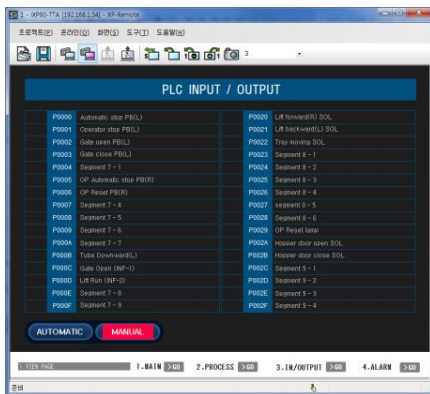 1 - iXP80-TTA [192.168.1.54] - XP-Remote
프로젝트(P) 온라인(O) 화면(S) 도구(T) 도움말(H)
3
PLC INPUT / OUTPUT
P0000 Automatic stop PB(L) P0020 Lift forward(R) SOL
P0001 Operator stop PB(L) P0021 Lift backward(L) SOL
P0002 Gate open PB(L) P0022 Tray moving SOL
P0003 Gate close PB(L) P0023 Segment 8 - 1
P0004 Segment 7 - 1 P0024 Segment 8 - 2
P0005 OP Automatic stop PB(R) P0025 Segment 8 - 3
P0006 OP Reset PB(R) P0026 Segment 8 - 4
P0007 Segment 7 - 4 P0027 segment 8 - 5
P0008 Segment 7 - 5 P0028 Segment 8 - 6
P0009 Segment 7 - 6 P0029 OP Reset lamp
P000A Segment 7 - 7 P002A Hopper door open SOL
P000B Tube Downward(L) P002B Hopper door close SOL
P000C Gate Open (INF-1) P002C Segment 9 - 1
P000D Lift Run (INF-2) P002D Segment 9 - 2
P000E Segment 7 - 8 P002E Segment 9 - 3
P000F Segment 7 - 9 P002F Segment 9 - 4
AUTOMATIC MANUAL
> VIEW PAGE 1.MAIN >GO 2.PROCESS >GO 3.IN/OUTPUT >GO 4.ALARM >GO
준비